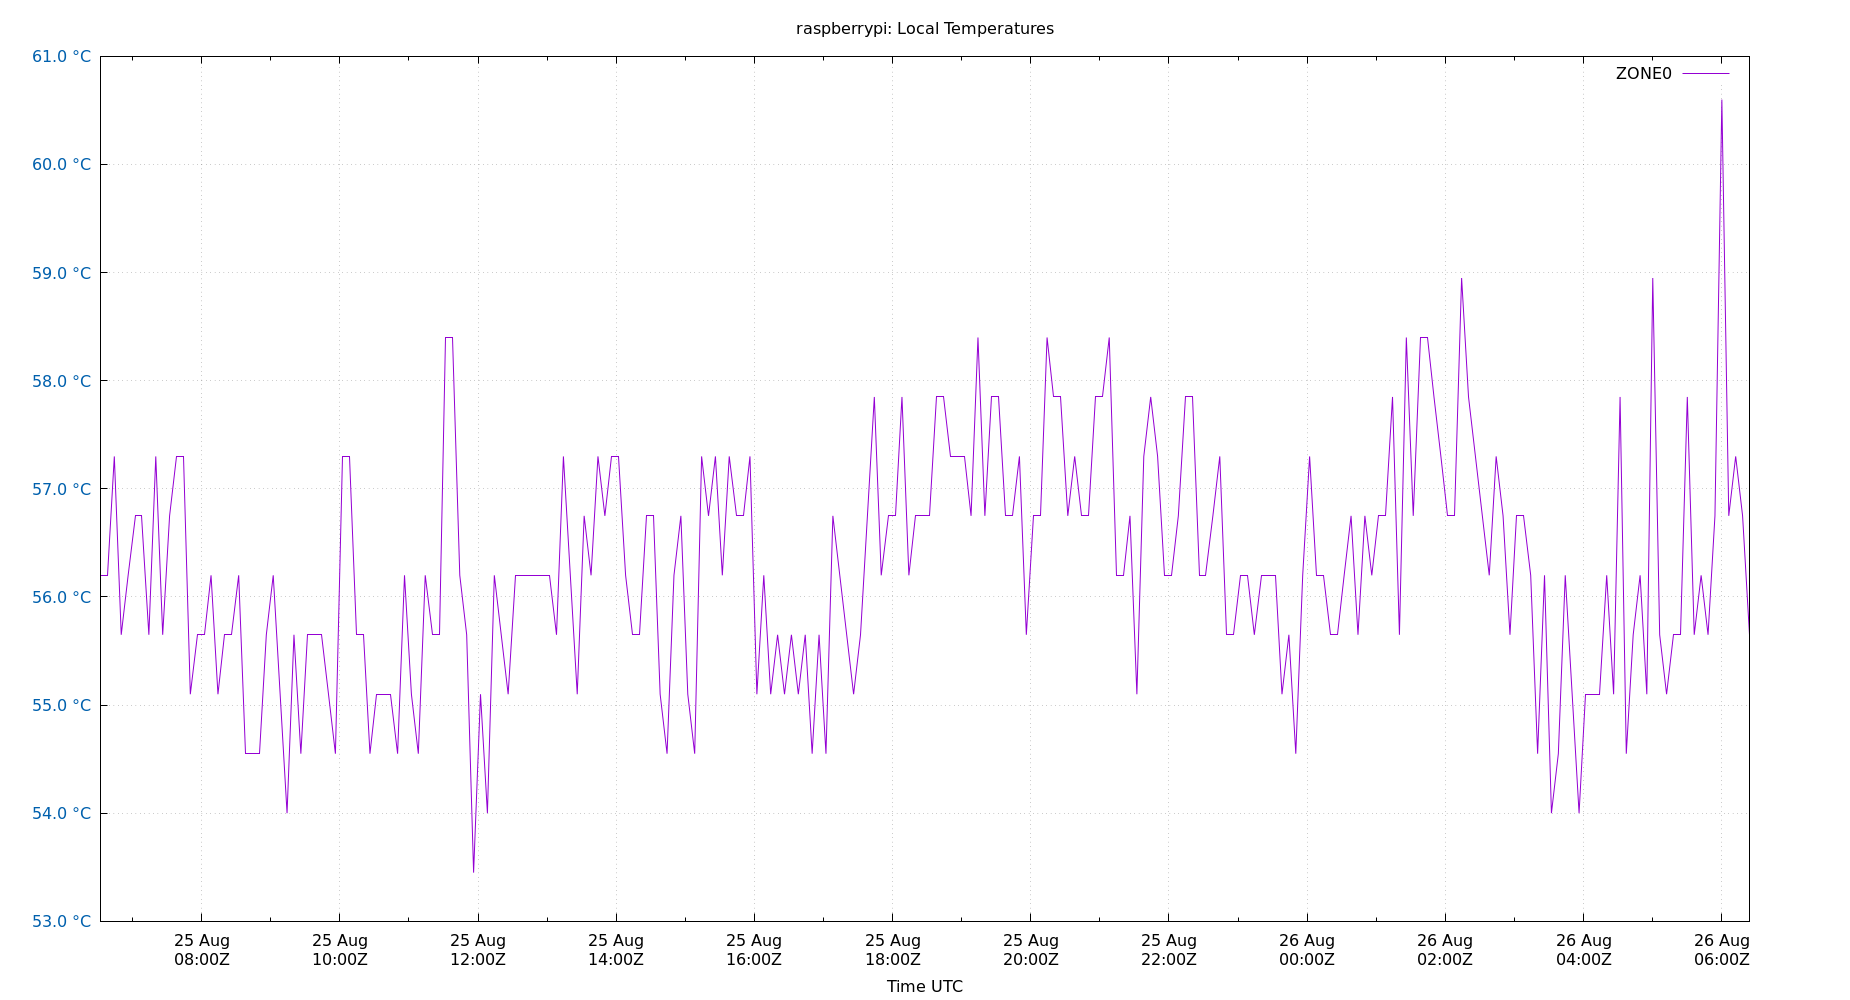 raspberrypi: Local Temperatures
61.0 °C
60.0 °C
59.0 °C
58.0 °C
57.0 °C
56.0 °C
55.0 °C
54.0 °C
53.0 °C
ZONE0
25 Aug
08:00Z
25 Aug
10:00Z
25 Aug
12:00Z
25 Aug
14:00Z
25 Aug
16:00Z
25 Aug
18:00Z
25 Aug
20:00Z
25 Aug
22:00Z
26 Aug
00:00Z
26 Aug
02:00Z
26 Aug
04:00Z
26 Aug
06:00Z
Time UTC